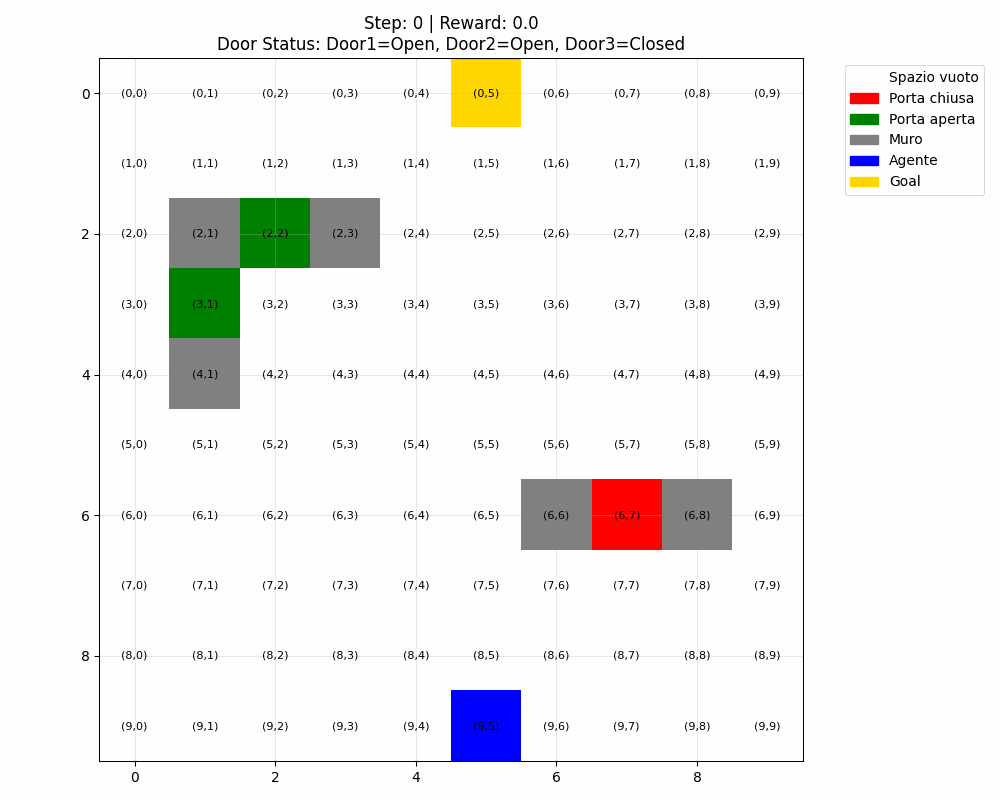 Step: 0 | Reward: 0.0
Door Status: Door1=Open, Door2=Open, Door3=Closed
Spazio vuoto
Porta chiusa
Porta aperta
Muro
Agente
Goal
0 (0,0) (0,1) (0,2) (0,3) (0,4) (0,5) (0,6) (0,7) (0,8) (0,9)
(1,0) (1,1) (1,2) (1,3) (1,4) (1,5) (1,6) (1,7) (1,8) (1,9)
2 (2,0) (2,1) (2,2) (2,3) (2,4) (2,5) (2,6) (2,7) (2,8) (2,9)
(3,0) (3,1) (3,2) (3,3) (3,4) (3,5) (3,6) (3,7) (3,8) (3,9)
4 (4,0) (4,1) (4,2) (4,3) (4,4) (4,5) (4,6) (4,7) (4,8) (4,9)
(5,0) (5,1) (5,2) (5,3) (5,4) (5,5) (5,6) (5,7) (5,8) (5,9)
6 (6,0) (6,1) (6,2) (6,3) (6,4) (6,5) (6,6) (6,7) (6,8) (6,9)
(7,0) (7,1) (7,2) (7,3) (7,4) (7,5) (7,6) (7,7) (7,8) (7,9)
8 (8,0) (8,1) (8,2) (8,3) (8,4) (8,5) (8,6) (8,7) (8,8) (8,9)
(9,0) (9,1) (9,2) (9,3) (9,4) (9,5) (9,6) (9,7) (9,8) (9,9)
0 2 4 6 8